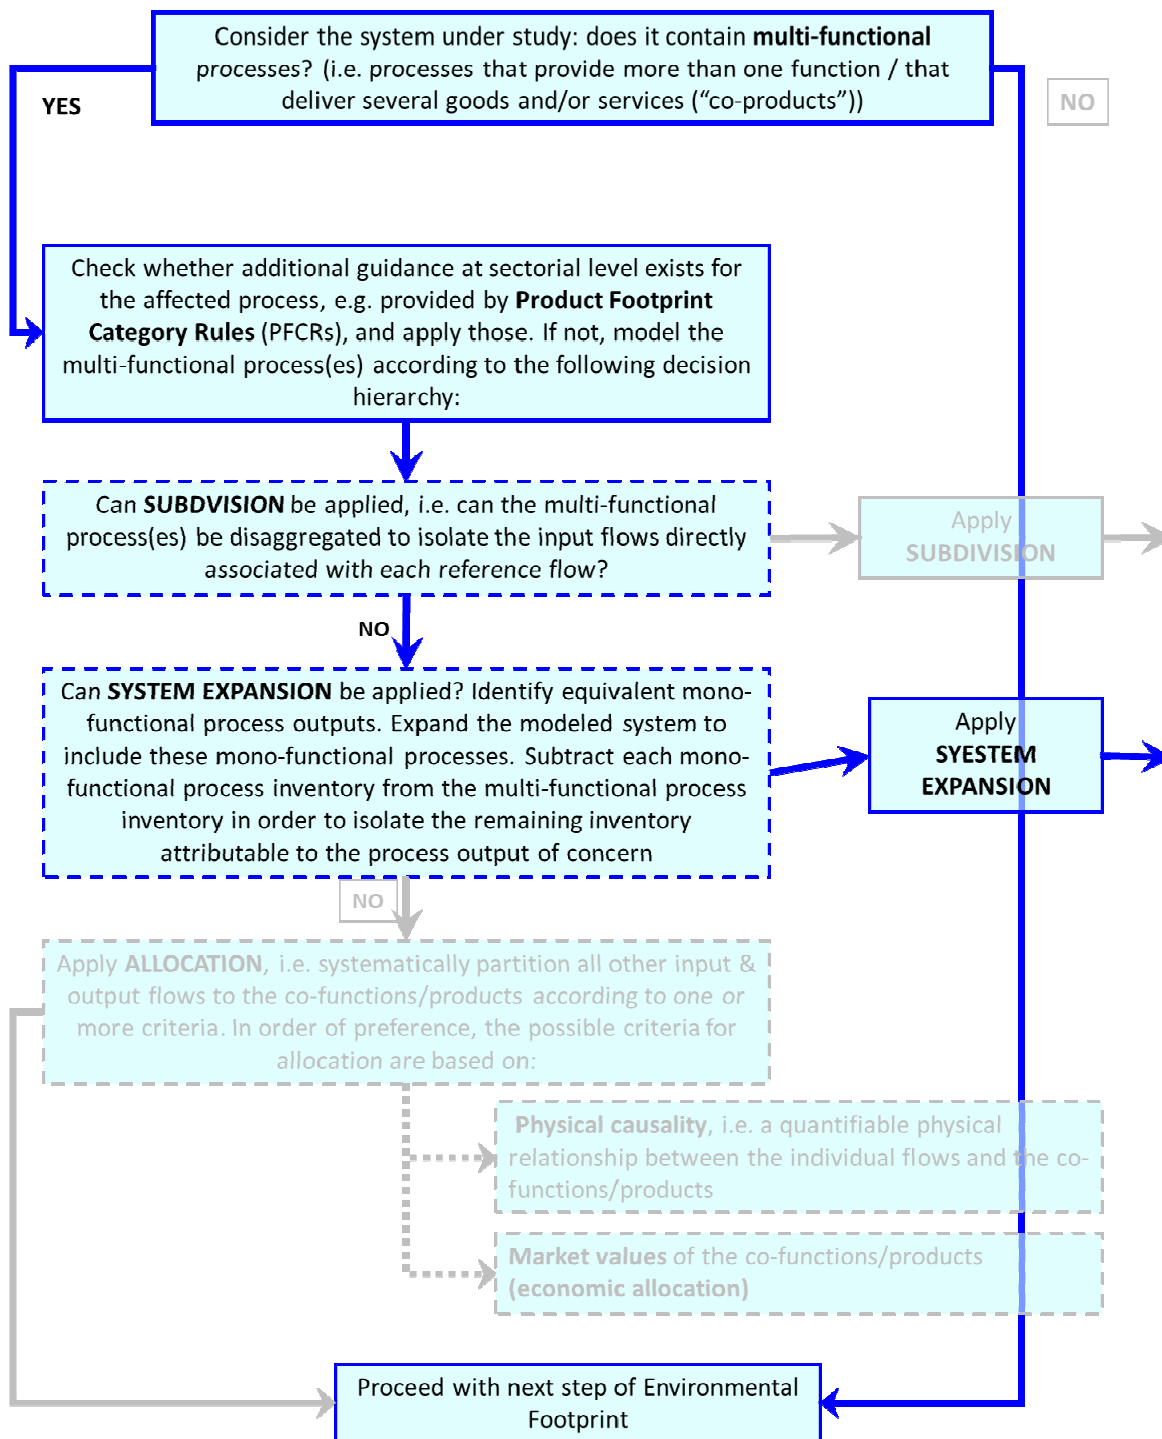 Consider the system under study: does it contain multi-functional
processes? (i.e. processes that provide more than one function / that
deliver several goods and/or services (“co-products”))
YES
NO
Check whether additional guidance at sectorial level exists for
the affected process, e.g. provided by Product Footprint
Category Rules (PFCRs), and apply those. If not, model the
multi-functional process(es) according to the following decision
hierarchy:
Can SUBDVISION be applied, i.e. can the multi-functional
process(es) be disaggregated to isolate the input flows directly
associated with each reference flow?
Apply
SUBDIVISION
NO
Can SYSTEM EXPANSION be applied? Identify equivalent mono-
functional process outputs. Expand the modeled system to
include these mono-functional processes. Subtract each mono-
functional process inventory from the multi-functional process
inventory in order to isolate the remaining inventory
attributable to the process output of concern
Apply
SYESTEM
EXPANSION
NO
Apply ALLOCATION, i.e. systematically partition all other input &
output flows to the co-functions/products according to one or
more criteria. In order of preference, the possible criteria for
allocation are based on:
Physical causality, i.e. a quantifiable physical
relationship between the individual flows and the co-
functions/products
Market values of the co-functions/products
(economic allocation)
Proceed with next step of Environmental
Footprint